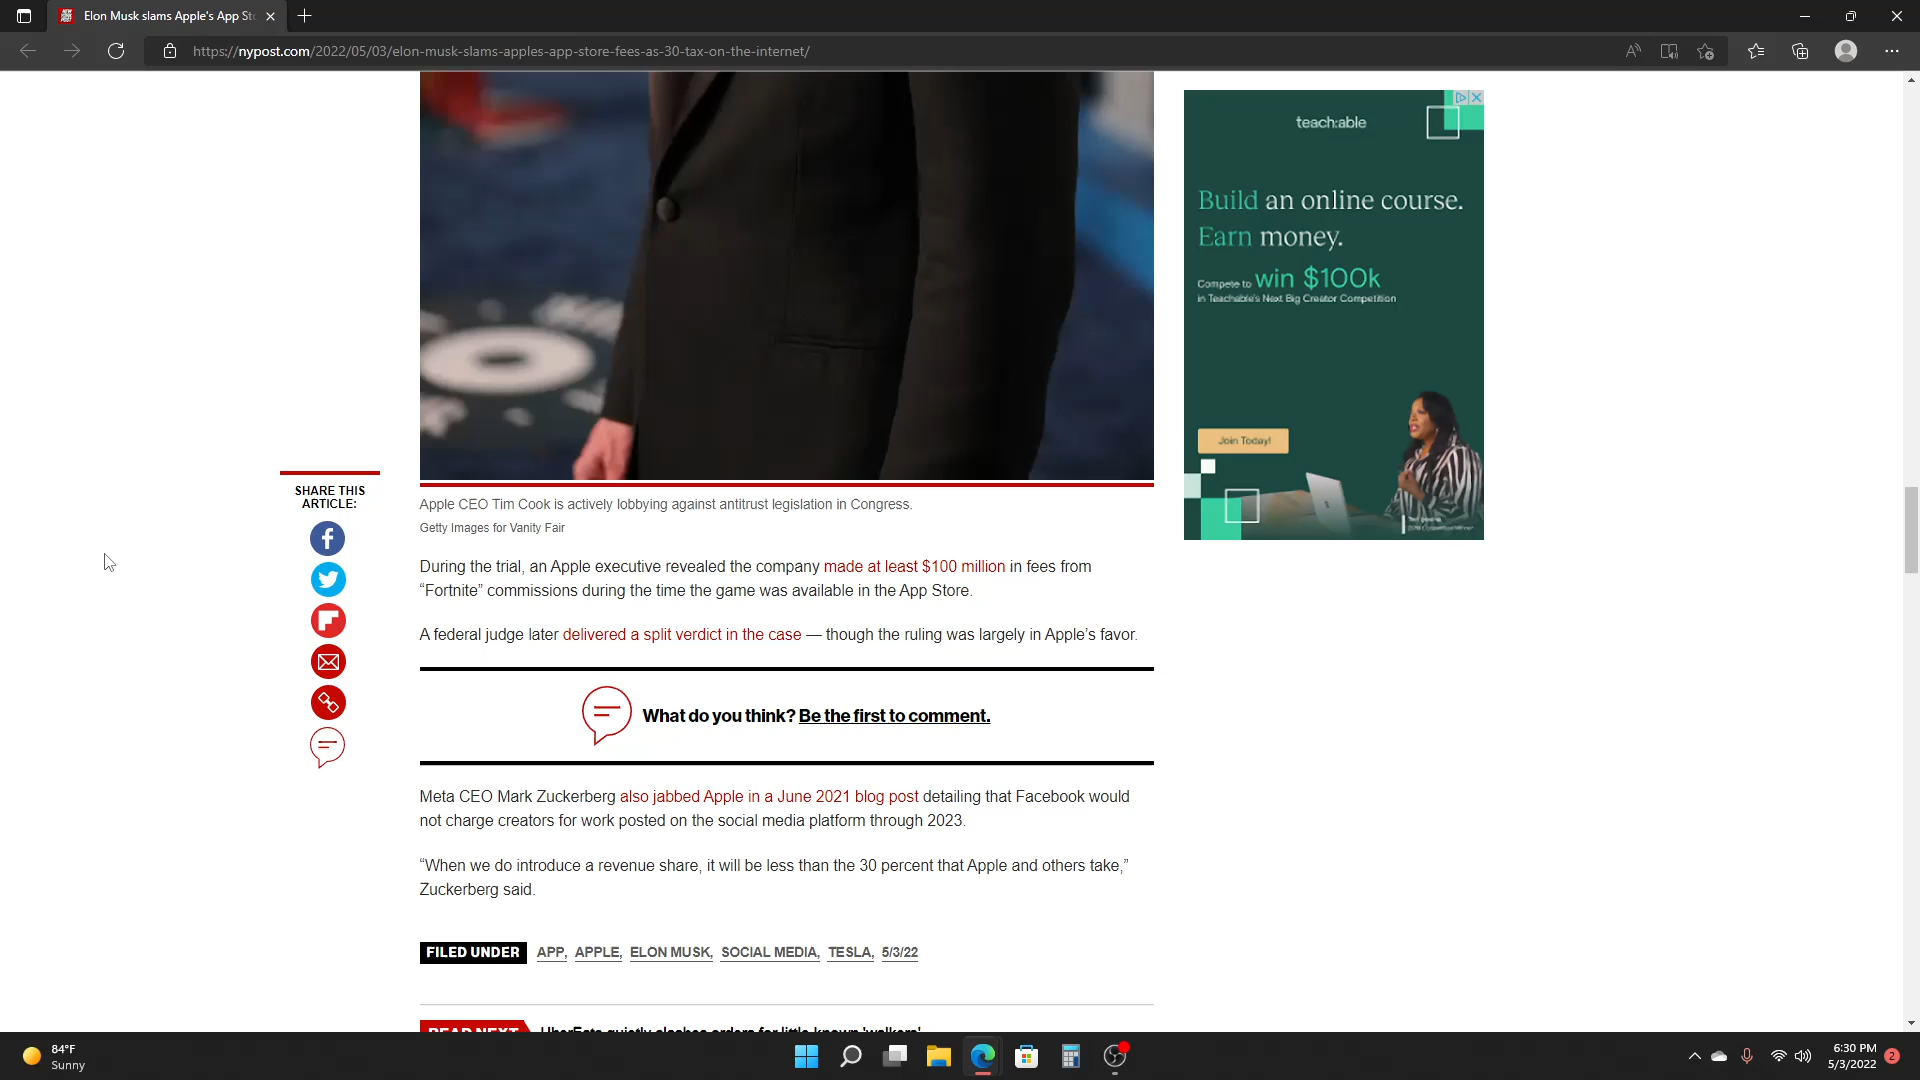 Elon Musk slams Apple's App St
https://nypost.com/2022/05/03/elon-musk-slams-apples-app-store-fees-as-30-tax-on-the-internet/
teach:able
Build an online course.
Earn money.
Compete to win $100k
in Teachable's Next Big Creator Competition
Join Today!
SHARE THIS
ARTICLE:
Apple CEO Tim Cook is actively lobbying against antitrust legislation in Congress.
Getty Images for Vanity Fair
During the trial, an Apple executive revealed the company made at least $100 million in fees from
“Fortnite” commissions during the time the game was available in the App Store.
A federal judge later delivered a split verdict in the case — though the ruling was largely in Apple’s favor.
What do you think? Be the first to comment.
Meta CEO Mark Zuckerberg also jabbed Apple in a June 2021 blog post detailing that Facebook would
not charge creators for work posted on the social media platform through 2023.
“When we do introduce a revenue share, it will be less than the 30 percent that Apple and others take,”
Zuckerberg said.
FILED UNDER APP, APPLE, ELON MUSK, SOCIAL MEDIA, TESLA, 5/3/22
READ NEXT UberEats quietly slashes orders for little-known 'walkers'
84°F
Sunny
6:30 PM
5/3/2022
2